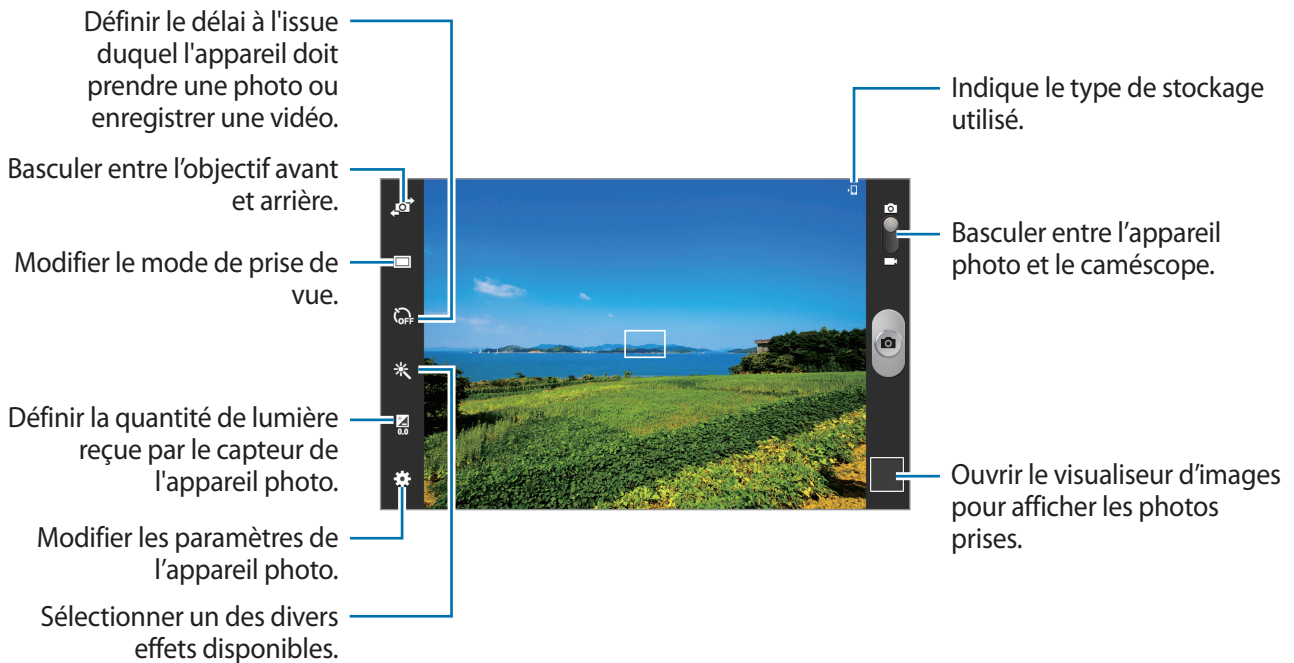 Définir le délai à l'issue
duquel l'appareil doit
prendre une photo ou
enregistrer une vidéo.
Basculer entre l’objectif avant
et arrière.
Modifier le mode de prise de
vue.
Définir la quantité de lumière
reçue par le capteur de
l'appareil photo.
Modifier les paramètres de
l’appareil photo.
Sélectionner un des divers
effets disponibles.
OFF
0.0
Indique le type de stockage
utilisé.
Basculer entre l’appareil
photo et le caméscope.
Ouvrir le visualiseur d’images
pour afficher les photos
prises.